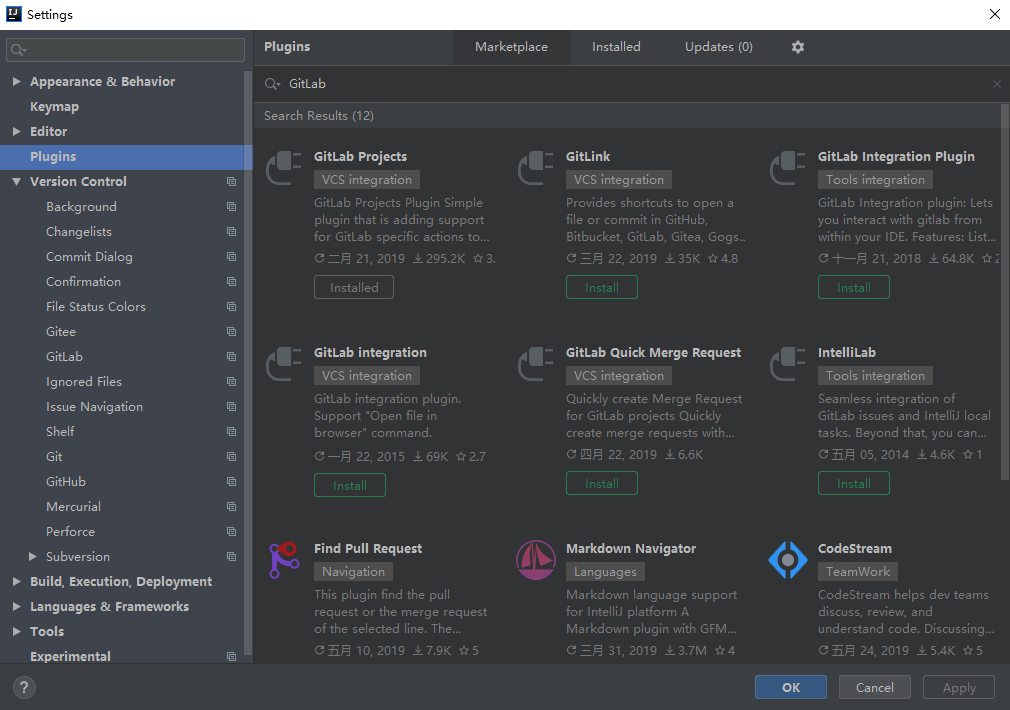 Settings
Plugins
Marketplace
Installed
Updates (0)
GitLab
Search Results (12)
Appearance & Behavior
Keymap
Editor
Plugins
Version Control
Background
Changelists
Commit Dialog
Confirmation
File Status Colors
Gitee
GitLab
Ignored Files
Issue Navigation
Shelf
Git
GitHub
Mercurial
Perforce
Subversion
Build, Execution, Deployment
Languages & Frameworks
Tools
Experimental
GitLab Projects
VCS integration
GitLab Projects Plugin Simple
plugin that is adding support
for GitLab specific actions to...
二月 21, 2019 295.2K 3.
Installed
GitLink
VCS integration
Provides shortcuts to open a
file or commit in GitHub,
Bitbucket, GitLab, Gitea, Gogs..
三月 22, 2019 35K 4.8
Install
GitLab Integration Plugin
Tools integration
GitLab Integration plugin: Lets
you interact with gitlab from
within your IDE. Features: List...
十一月 21, 2018 64.8K 2
Install
GitLab integration
VCS integration
GitLab integration plugin.
Support "Open file in
browser" command.
一月 22, 2015 69K 2.7
Install
GitLab Quick Merge Request
VCS integration
Quickly create Merge Request
for GitLab projects Quickly
create merge requests with...
四月 22, 2019 6.6K
Install
IntelliLab
Tools integration
Seamless integration of
GitLab issues and IntelliJ local
tasks. Beyond that, you can...
五月 05, 2014 4.6K 1
Install
Find Pull Request
Navigation
This plugin find the pull
request or the merge request
of the selected line. The...
五月 10, 2019 7.9K 5
Markdown Navigator
Languages
Markdown language support
for IntelliJ platform A
Markdown plugin with GFM...
三月 31, 2019 3.7M 4
CodeStream
TeamWork
CodeStream helps dev teams
discuss, review, and
understand code. Discussing...
五月 24, 2019 5.4K 5
?
OK
Cancel
Apply